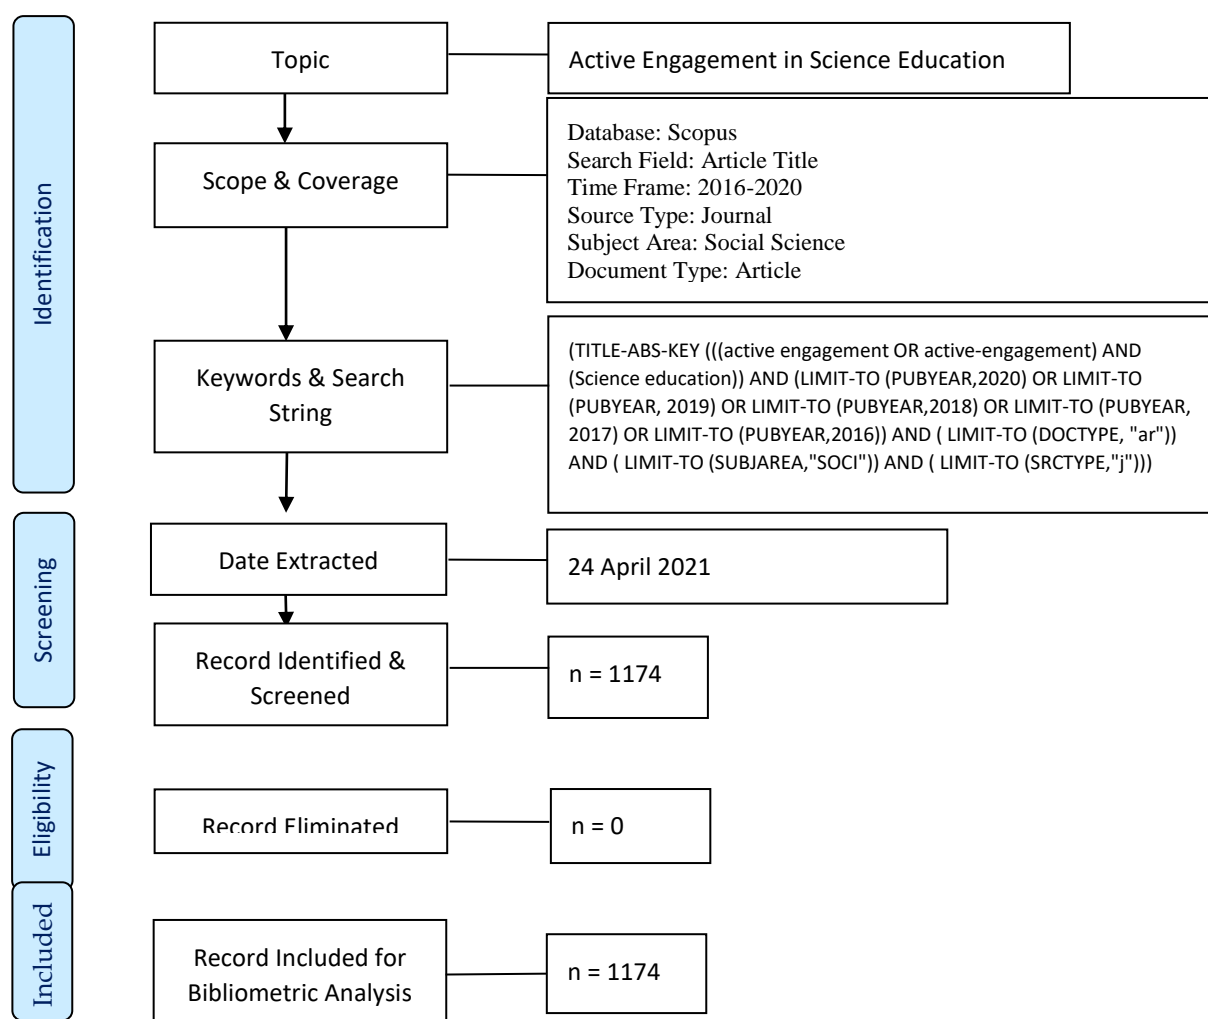 Identification
Topic
Active Engagement in Science Education
Scope & Coverage
Database: Scopus
Search Field: Article Title
Time Frame: 2016-2020
Source Type: Journal
Subject Area: Social Science
Document Type: Article
Keywords & Search
String
(TITLE-ABS-KEY (((active engagement OR active-engagement) AND
(Science education)) AND (LIMIT-TO (PUBYEAR,2020) OR LIMIT-TO
(PUBYEAR, 2019) OR LIMIT-TO (PUBYEAR,2018) OR LIMIT-TO (PUBYEAR,
2017) OR LIMIT-TO (PUBYEAR,2016)) AND ( LIMIT-TO (DOCTYPE, "ar"))
AND ( LIMIT-TO (SUBJAREA,"SOCI")) AND ( LIMIT-TO (SRCTYPE,"j")))
Screening
Date Extracted
24 April 2021
Record Identified &
Screened
n = 1174
Eligibility
Record Eliminated
n = 0
Included
Record Included for
Bibliometric Analysis
n = 1174